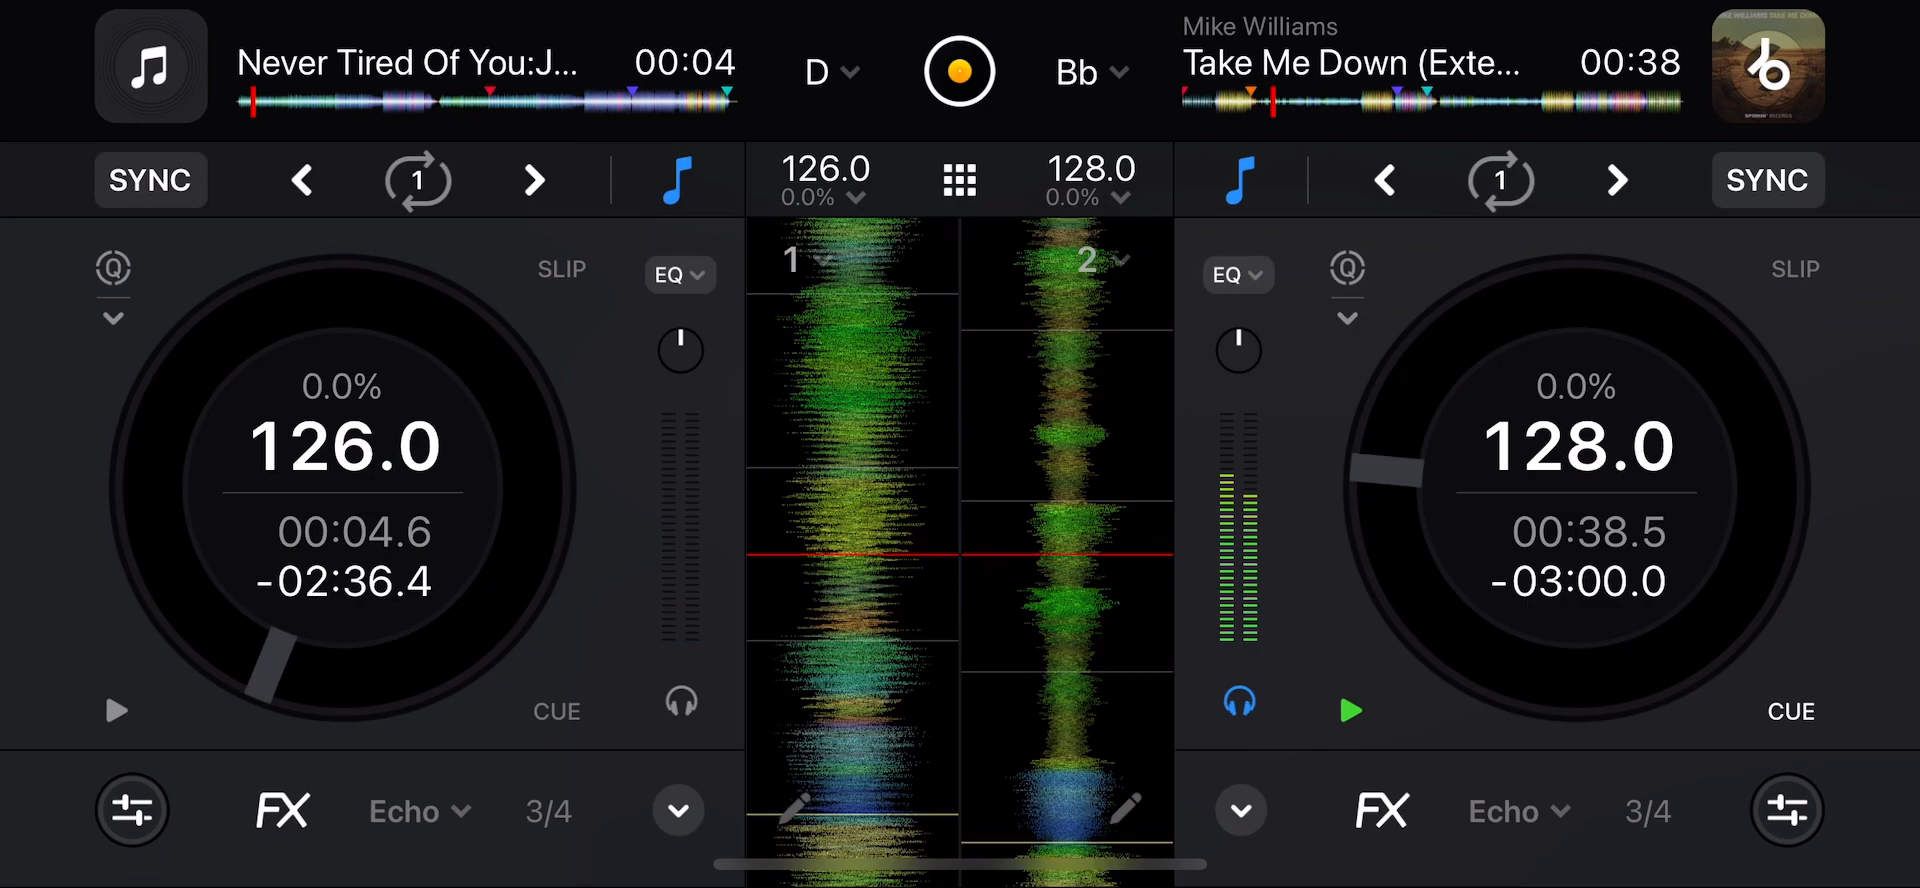 Never Tired Of You:J...
00:04
D
Bb
Mike Williams
Take Me Down (Exte...
00:38
SYNC
1
126.0
0.0%
128.0
0.0%
1
SYNC
Q
SLIP
EQ
1
2
EQ
Q
SLIP
0.0%
126.0
00:04.6
-02:36.4
0.0%
128.0
00:38.5
-03:00.0
CUE
CUE
FX
Echo
3/4
FX
Echo
3/4